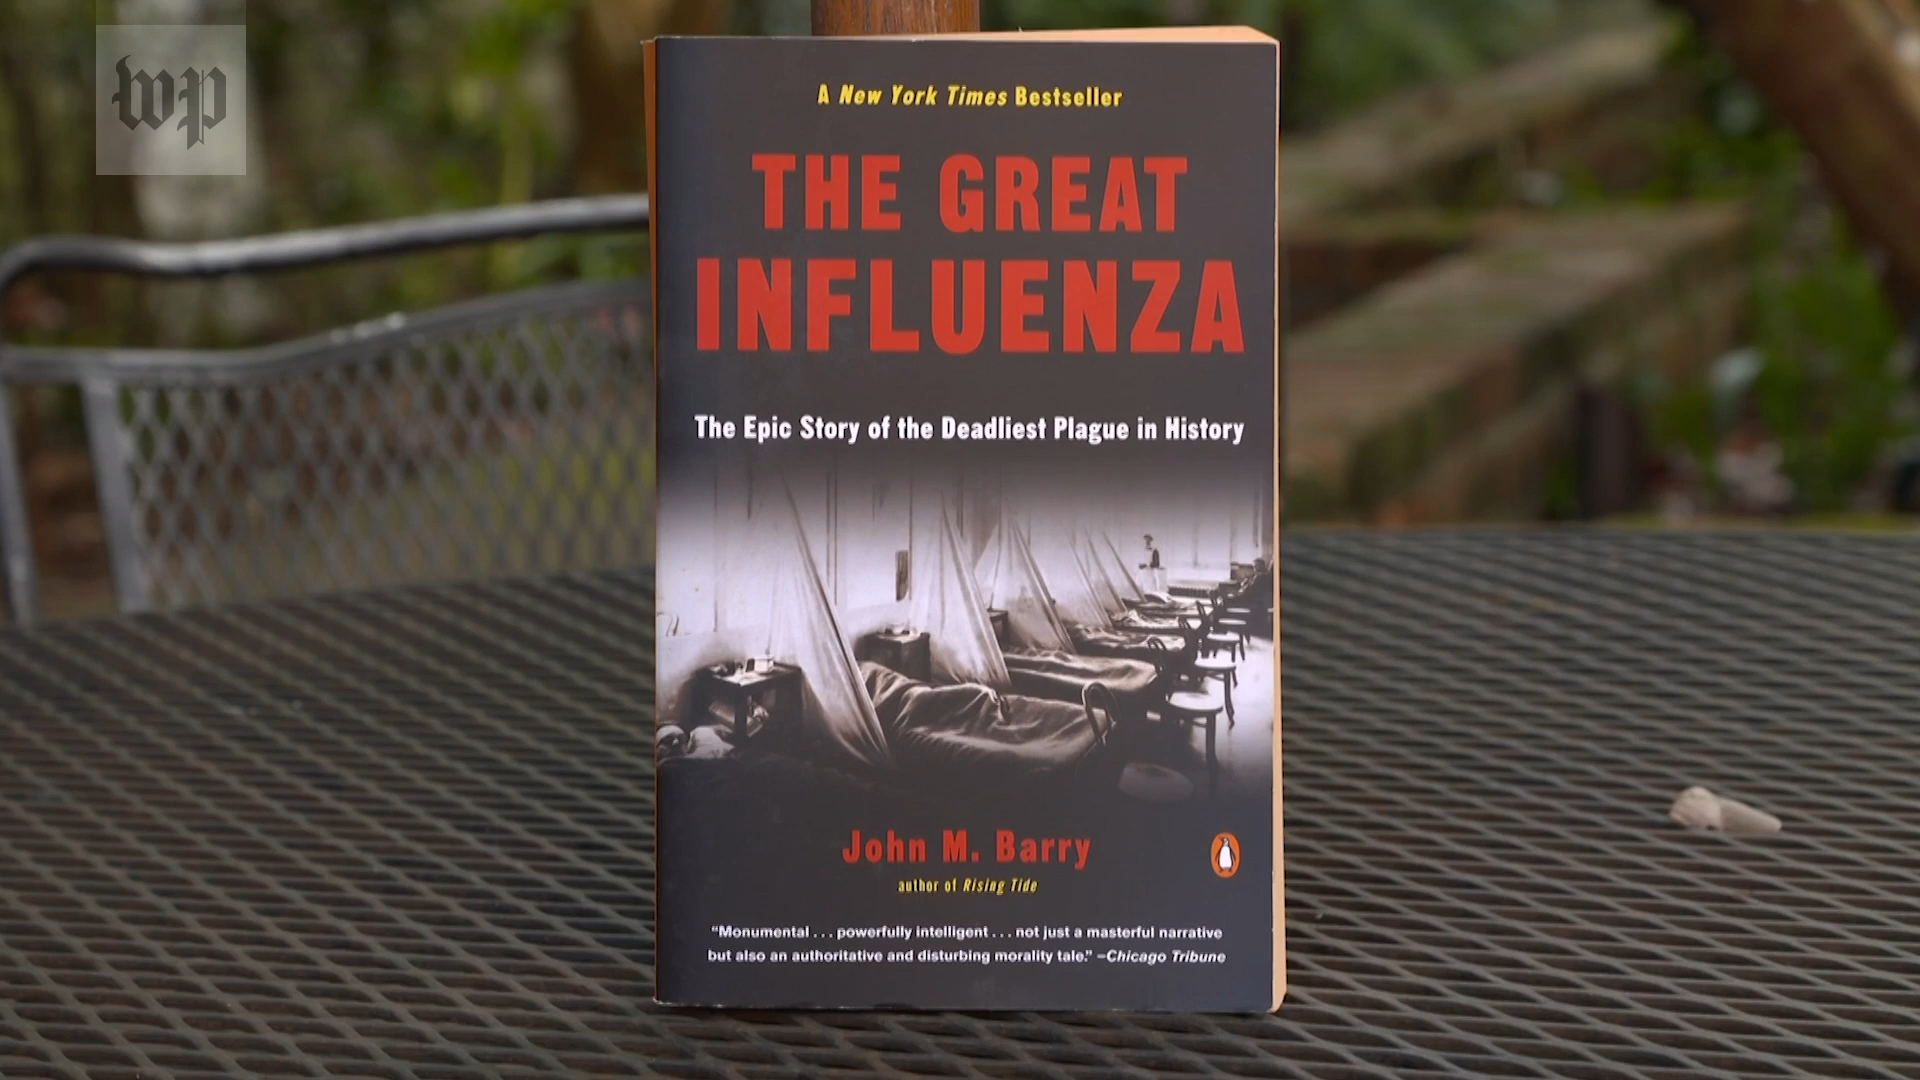 wp
A New York Times Bestseller
THE GREAT
INFLUENZA
The Epic Story of the Deadliest Plague in History
John M. Barry
author of Rising Tide
“Monumental . . . powerfully intelligent . . . not just a masterful narrative
but also an authoritative and disturbing morality tale.” –Chicago Tribune